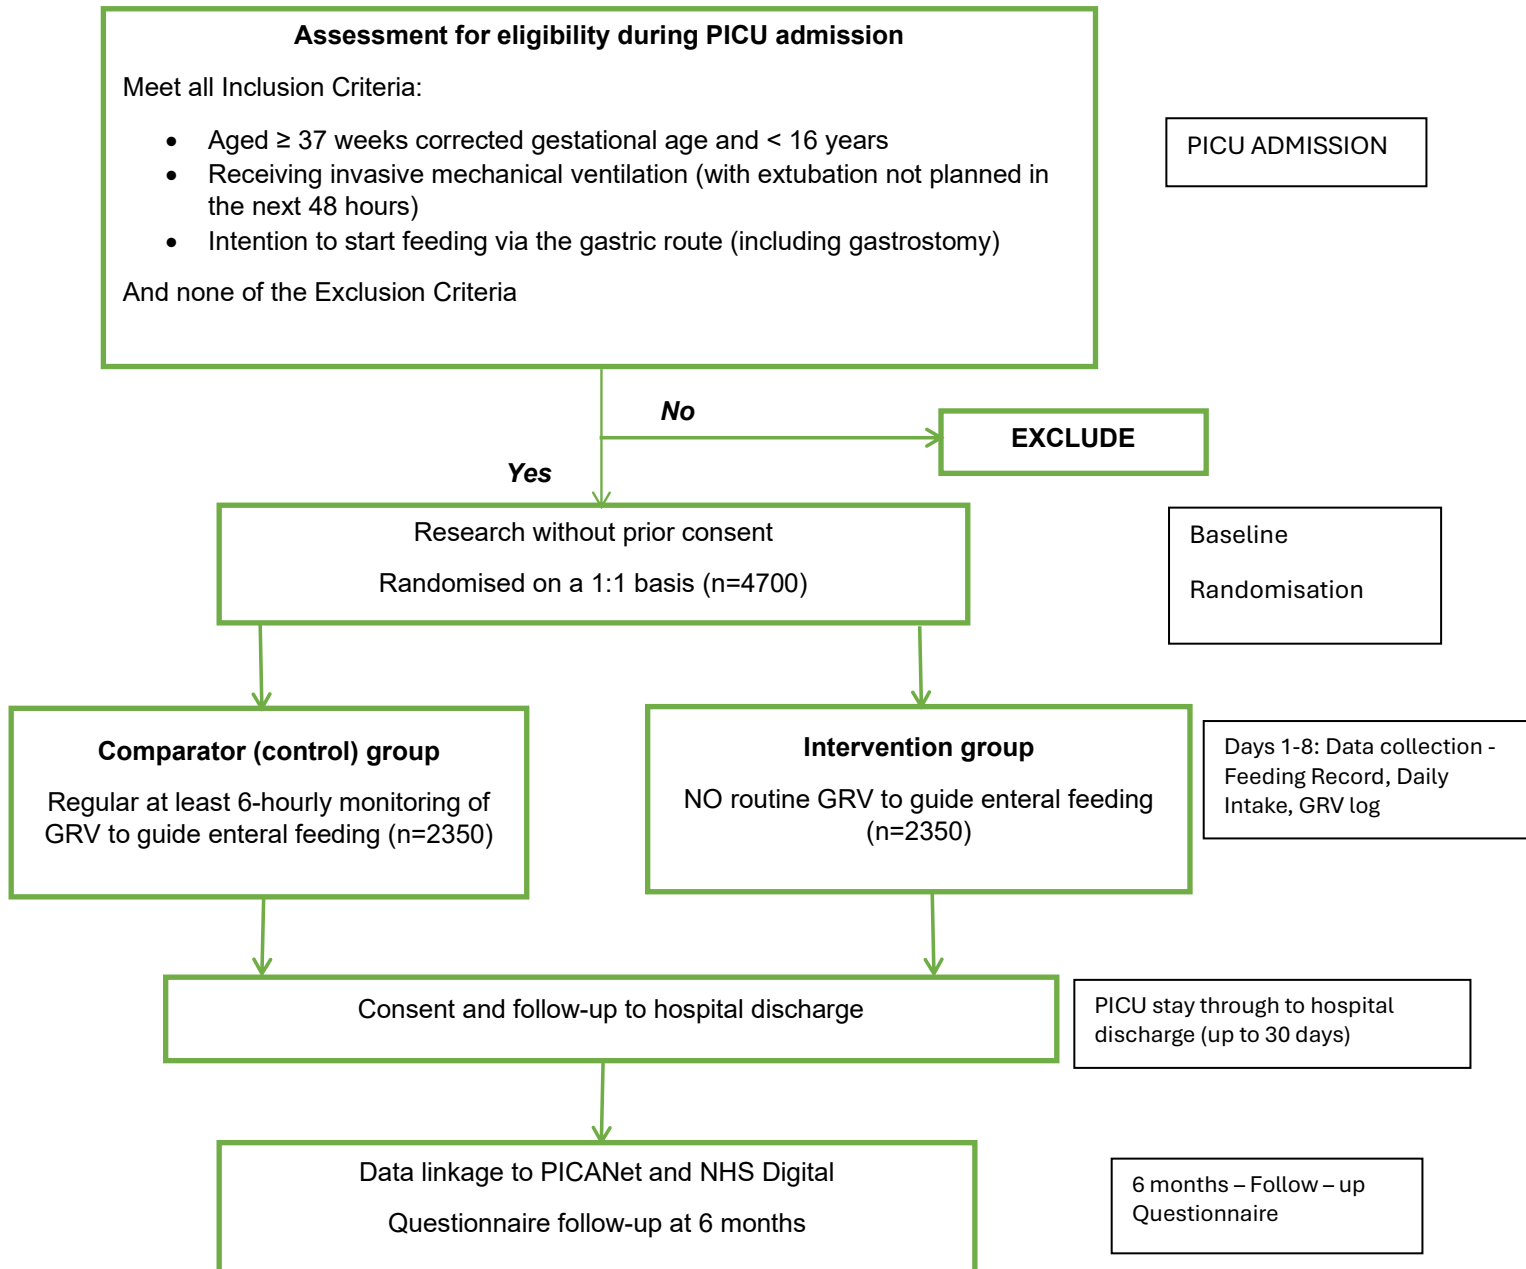 Assessment for eligibility during PICU admission
Meet all Inclusion Criteria:
• Aged ≥ 37 weeks corrected gestational age and < 16 years
• Receiving invasive mechanical ventilation (with extubation not planned in
the next 48 hours)
• Intention to start feeding via the gastric route (including gastrostomy)
And none of the Exclusion Criteria
PICU ADMISSION
No
EXCLUDE
Yes
Research without prior consent
Randomised on a 1:1 basis (n=4700)
Baseline
Randomisation
Comparator (control) group
Regular at least 6-hourly monitoring of
GRV to guide enteral feeding (n=2350)
Intervention group
NO routine GRV to guide enteral feeding
(n=2350)
Days 1-8: Data collection -
Feeding Record, Daily
Intake, GRV log
Consent and follow-up to hospital discharge
PICU stay through to hospital
discharge (up to 30 days)
Data linkage to PICANet and NHS Digital
Questionnaire follow-up at 6 months
6 months – Follow – up
Questionnaire